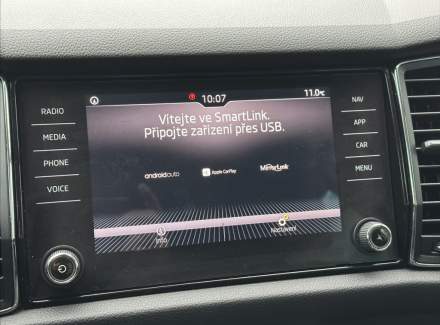 10:07
11.0°C
RADIO
MEDIA
PHONE
VOICE
Vítejte ve SmartLink.
Připojte zařízení přes USB.
androidauto
Apple CarPlay
MirrorLink
Info
Nastavení
NAV
APP
CAR
MENU